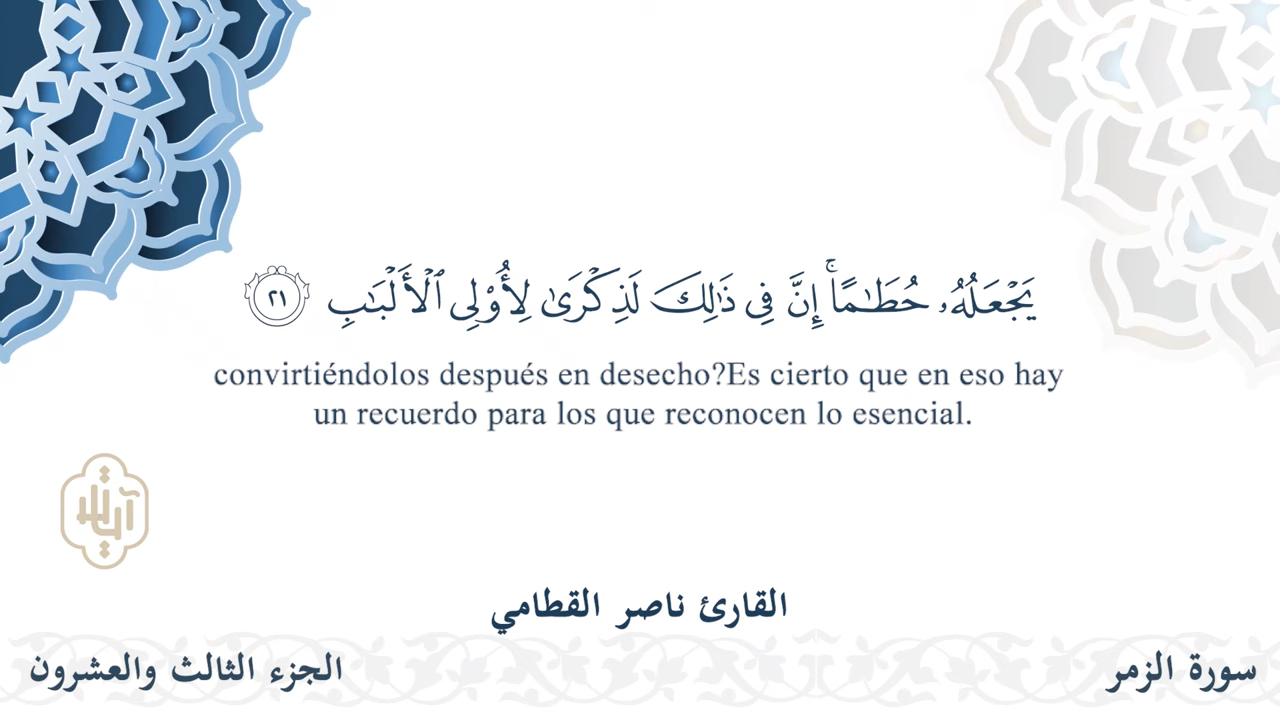 يَجْعَلُهُۥ حُطَـٰمًاۚ إِنَّ فِى ذَٰلِكَ لَذِكْرَىٰ لِأُو۟لِى ٱلْأَلْبَـٰبِ ٢١
convirtiéndolos después en desecho?Es cierto que en eso hay
un recuerdo para los que reconocen lo esencial.
آيات
القارئ ناصر القطامي
سورة الزمر
الجزء الثالث والعشرون